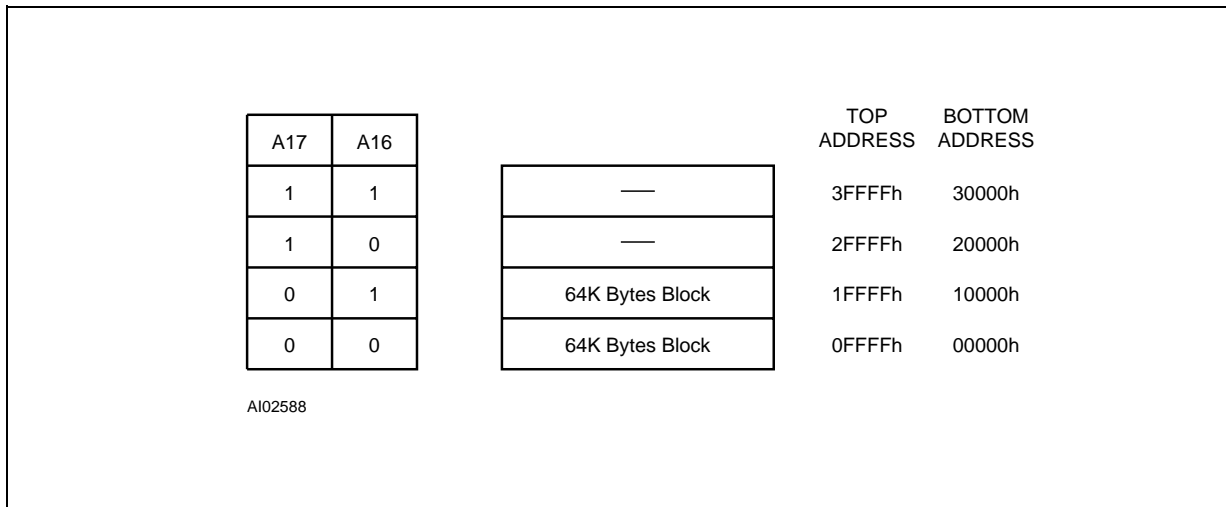 TOP BOTTOM
A17 A16 ADDRESS ADDRESS
1 1 — 3FFFFh 30000h
1 0 — 2FFFFh 20000h
0 1 64K Bytes Block 1FFFFh 10000h
0 0 64K Bytes Block 0FFFFh 00000h
AI02588